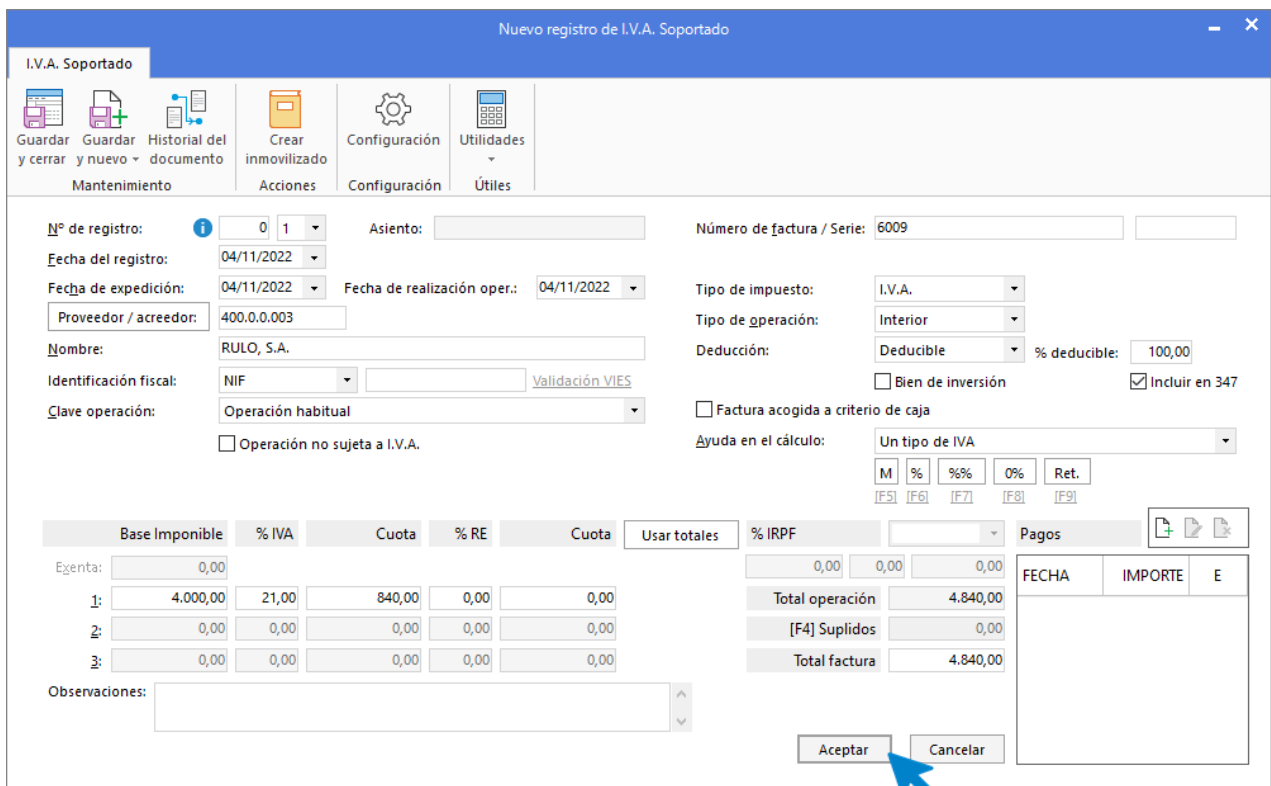 Nuevo registro de I.V.A. Soportado
I.V.A. Soportado
Guardar y cerrar
Guardar y nuevo
Historial del documento
Mantenimiento
Crear inmovilizado
Acciones
Configuración
Configuración
Utilidades
Útiles
Nº de registro: 0 1 Asiento: Número de factura / Serie: 6009
Fecha del registro: 04/11/2022
Fecha de expedición: 04/11/2022 Fecha de realización oper.: 04/11/2022 Tipo de impuesto: I.V.A.
Proveedor / acreedor: 400.0.0.003 Tipo de operación: Interior
Nombre: RULO, S.A. Deducción: Deducible % deducible: 100,00
Identificación fiscal: NIF Validación VIES Bien de inversión Incluir en 347
Clave operación: Operación habitual Factura acogida a criterio de caja
Operación no sujeta a I.V.A. Ayuda en el cálculo: Un tipo de IVA
M % %% 0% Ret.
[F5] [F6] [F7] [F8] [F9]
Base Imponible % IVA Cuota % RE Cuota Usar totales % IRPF Pagos
Exenta: 0,00 0,00 0,00 0,00 FECHA IMPORTE E
1: 4.000,00 21,00 840,00 0,00 0,00 Total operación 4.840,00
2: 0,00 0,00 0,00 0,00 0,00 [F4] Suplidos 0,00
3: 0,00 0,00 0,00 0,00 0,00 Total factura 4.840,00
Observaciones:
Aceptar Cancelar